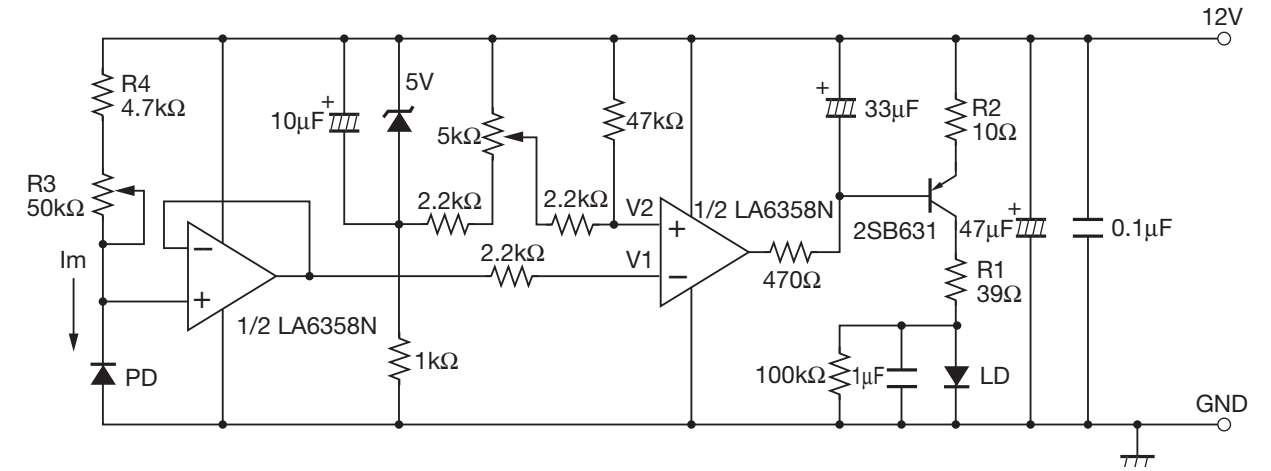 12V
R4
4.7kΩ
5V
10μF
5kΩ
47kΩ
33μF
R2
10Ω
R3
50kΩ
2.2kΩ
2.2kΩ
V2
1/2 LA6358N
2SB631
47μF
0.1μF
Im
2.2kΩ
V1
470Ω
R1
39Ω
1/2 LA6358N
PD
1kΩ
100kΩ
1μF
LD
GND